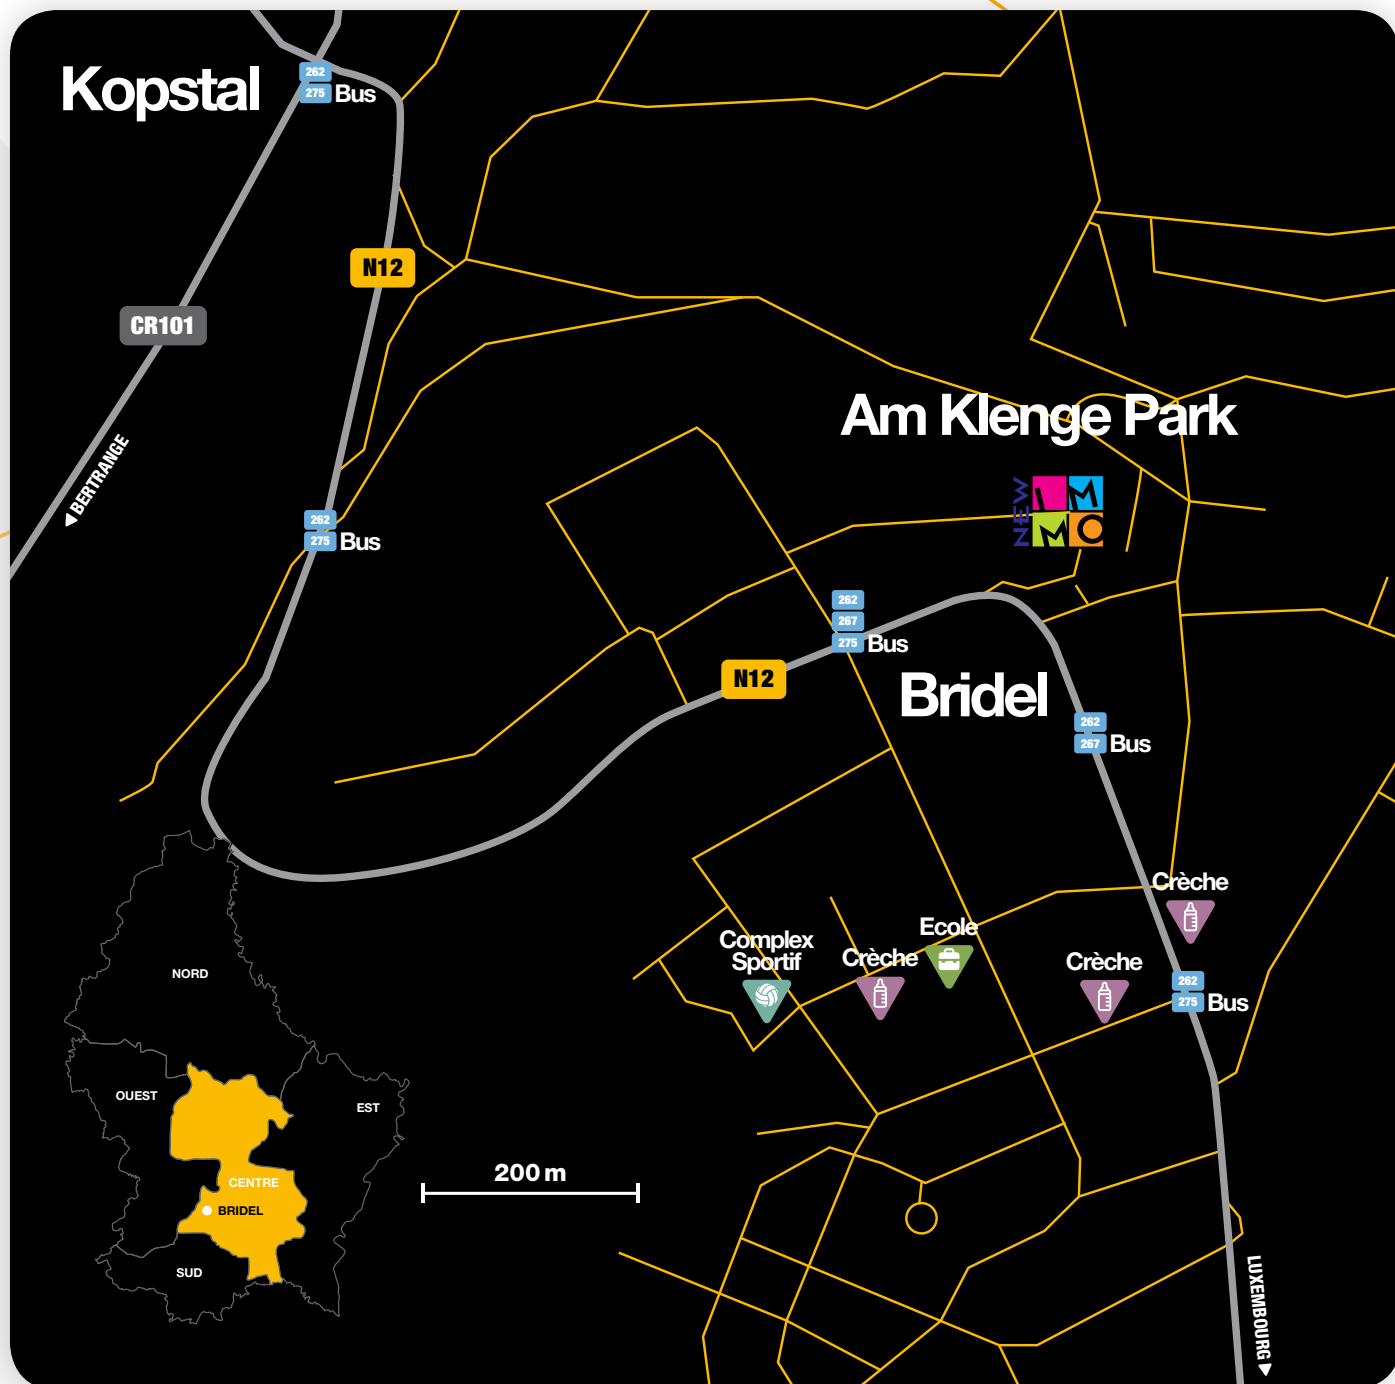 Kopstal
262
275 Bus
N12
CR101
BERTRANGE
Am Klenge Park
NEW
IM
MO
262
275 Bus
262
267
275 Bus
N12
Bridel
262
267 Bus
Crèche
Ecole
Complex
Sportif
Crèche
Crèche
262
275 Bus
NORD
OUEST
EST
CENTRE
BRIDEL
SUD
200 m
LUXEMBOURG